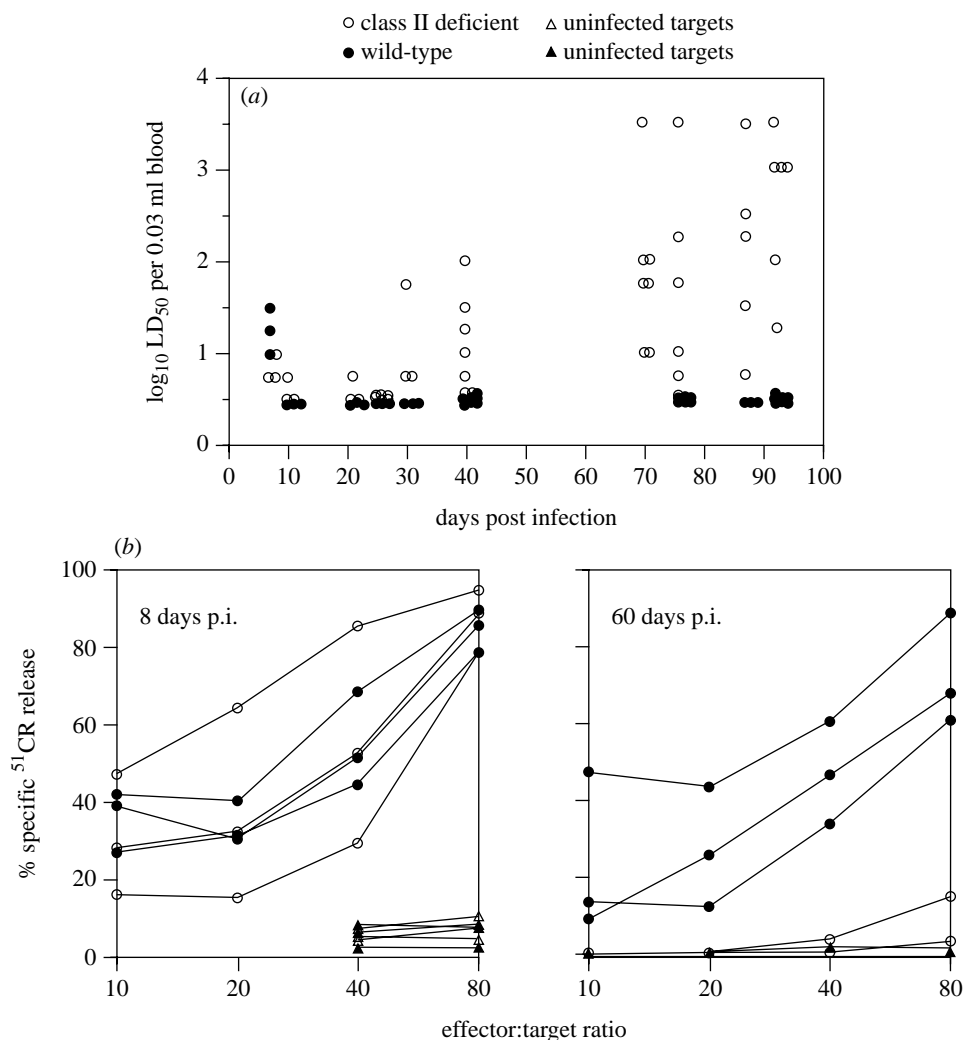 ○ class II deficient △ uninfected targets
● wild-type ▲ uninfected targets
(a)
4
3
2
1
0
log10 LD50 per 0.03 ml blood
0 10 20 30 40 50 60 70 80 90 100
days post infection
(b)
100
80
60
40
20
0
% specific 51CR release
8 days p.i.
60 days p.i.
10 20 40 80
10 20 40 80
effector:target ratio